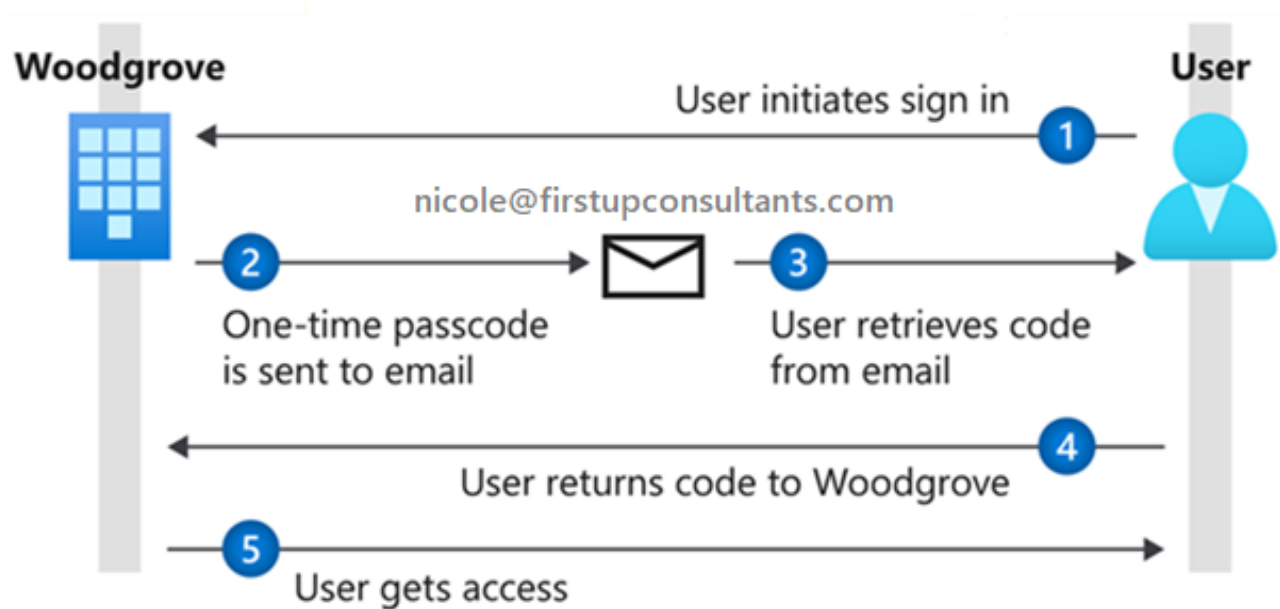 Woodgrove
User
User initiates sign in
1
nicole@firstupconsultants.com
2
3
One-time passcode
is sent to email
User retrieves code
from email
4
User returns code to Woodgrove
5
User gets access